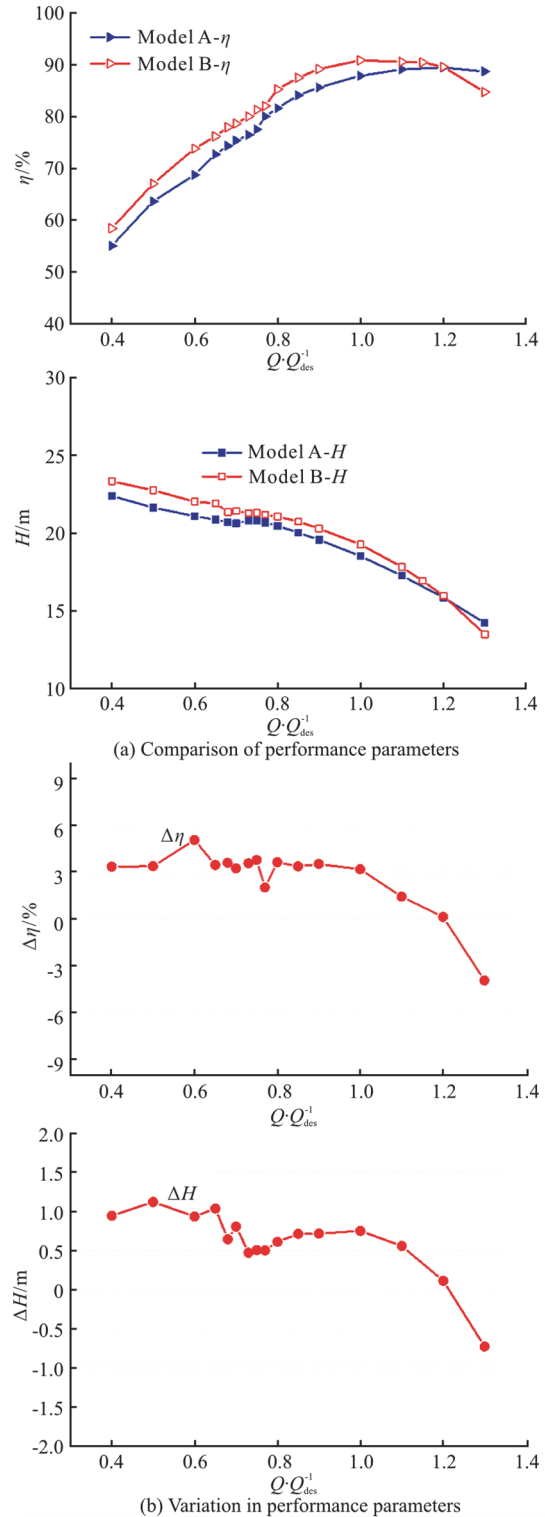 Model A-η
Model B-η
100
90
80
70
60
50
40
η/%
0.4 0.6 0.8 1.0 1.2 1.4
Q·Q⁻¹des
30
25
20
15
10
H/m
Model A-H
Model B-H
0.4 0.6 0.8 1.0 1.2 1.4
Q·Q⁻¹des
(a) Comparison of performance parameters
9
6
3
0
-3
-6
-9
Δη/%
Δη
0.4 0.6 0.8 1.0 1.2 1.4
Q·Q⁻¹des
2.0
1.5
1.0
0.5
0
-0.5
-1.0
-1.5
-2.0
ΔH/m
ΔH
0.4 0.6 0.8 1.0 1.2 1.4
Q·Q⁻¹des
(b) Variation in performance parameters